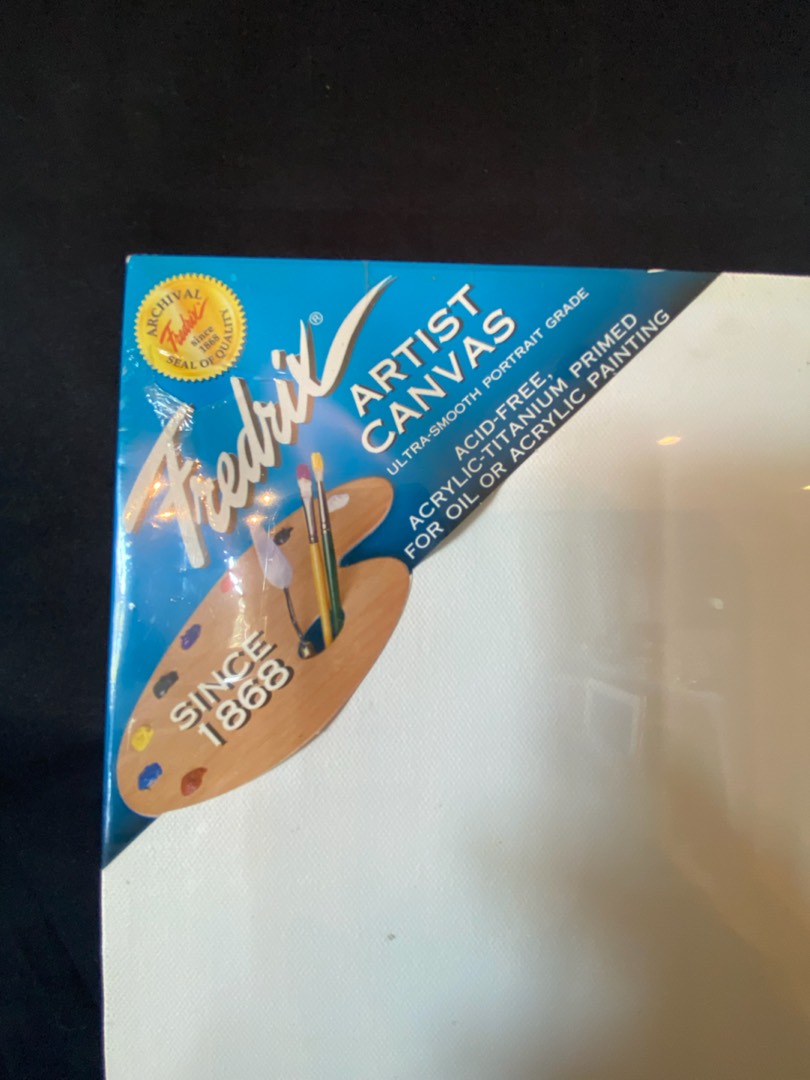 ARCHIVAL
Fredrix
since
1868
SEAL OF QUALITY
Fredrix®
ARTIST
CANVAS
ULTRA-SMOOTH PORTRAIT GRADE
ACID-FREE,
ACRYLIC-TITANIUM PRIMED
FOR OIL OR ACRYLIC PAINTING
SINCE
1868